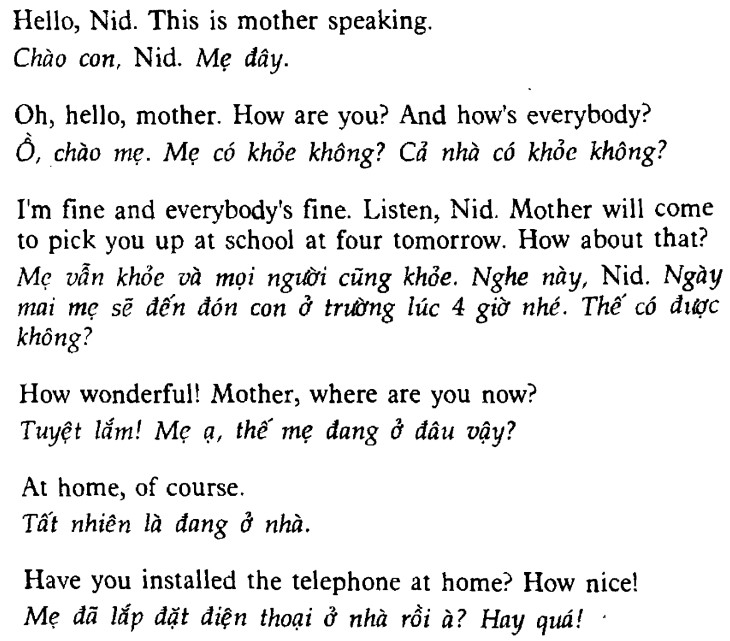 Hello, Nid. This is mother speaking.
Chào con, Nid. Mẹ đây.
Oh, hello, mother. How are you? And how's everybody?
Ồ, chào mẹ. Mẹ có khỏe không? Cả nhà có khỏe không?
I'm fine and everybody's fine. Listen, Nid. Mother will come
to pick you up at school at four tomorrow. How about that?
Mẹ vẫn khỏe và mọi người cũng khỏe. Nghe này, Nid. Ngày
mai mẹ sẽ đến đón con ở trường lúc 4 giờ nhé. Thế có được
không?
How wonderful! Mother, where are you now?
Tuyệt lắm! Mẹ ạ, thế mẹ đang ở đâu vậy?
At home, of course.
Tất nhiên là đang ở nhà.
Have you installed the telephone at home? How nice!
Mẹ đã lắp đặt điện thoại ở nhà rồi à? Hay quá!